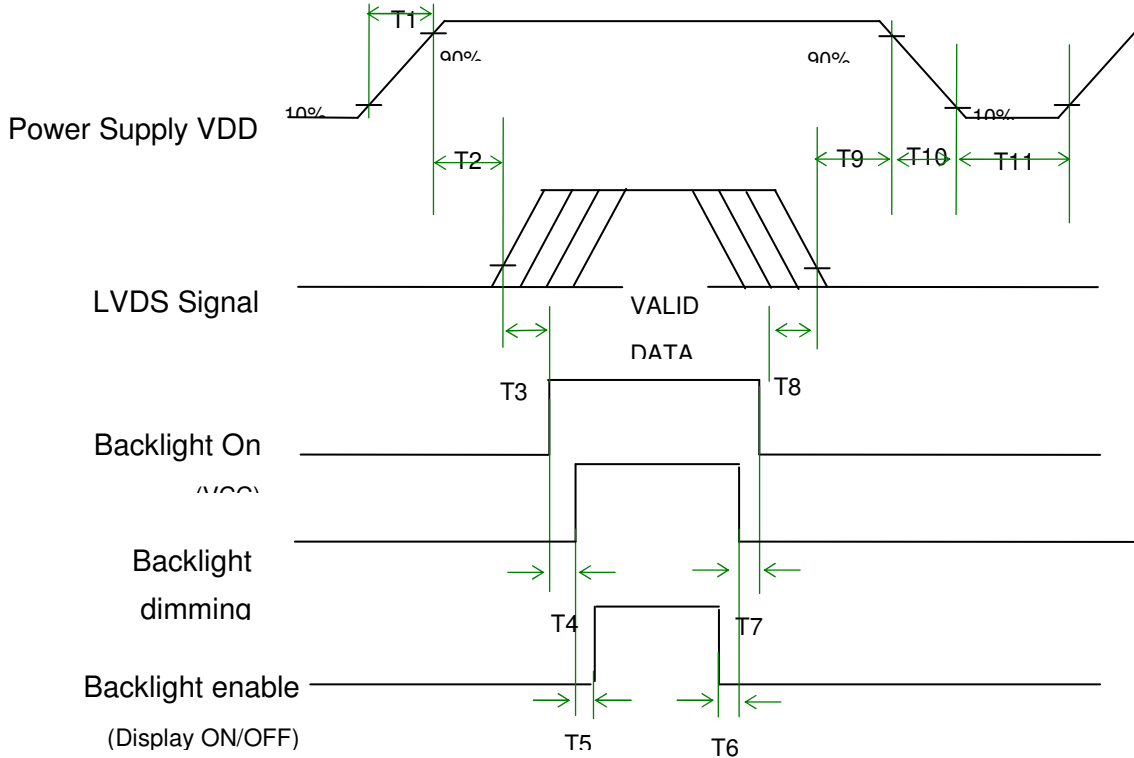 T1
90%
90%
10%
10%
Power Supply VDD
T2
T9
T10
T11
LVDS Signal
VALID
DATA
T3
T8
Backlight On
(VCC)
Backlight
dimming
T4
T7
Backlight enable
(Display ON/OFF)
T5
T6